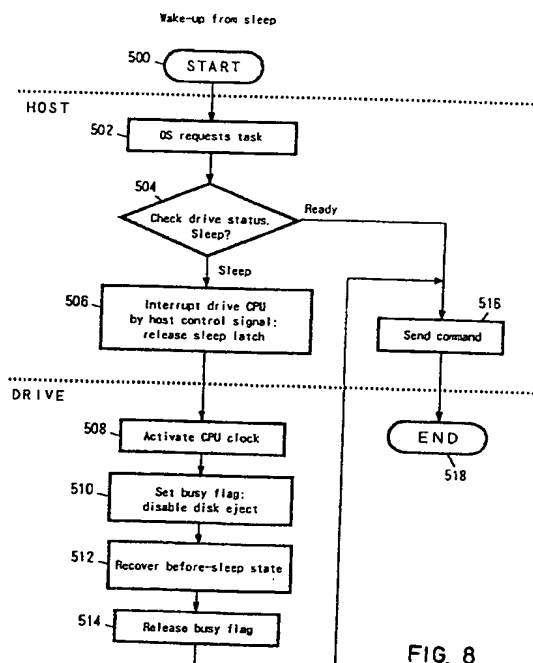 Wake-up from sleep
500
START
HOST
502
OS requests task
504
Check drive status.
Sleep?
Ready
Sleep
506
Interrupt drive CPU
by host control signal:
release sleep latch
516
Send command
DRIVE
508
Activate CPU clock
END
518
510
Set busy flag:
disable disk eject
512
Recover before-sleep state
514
Release busy flag
FIG. 8